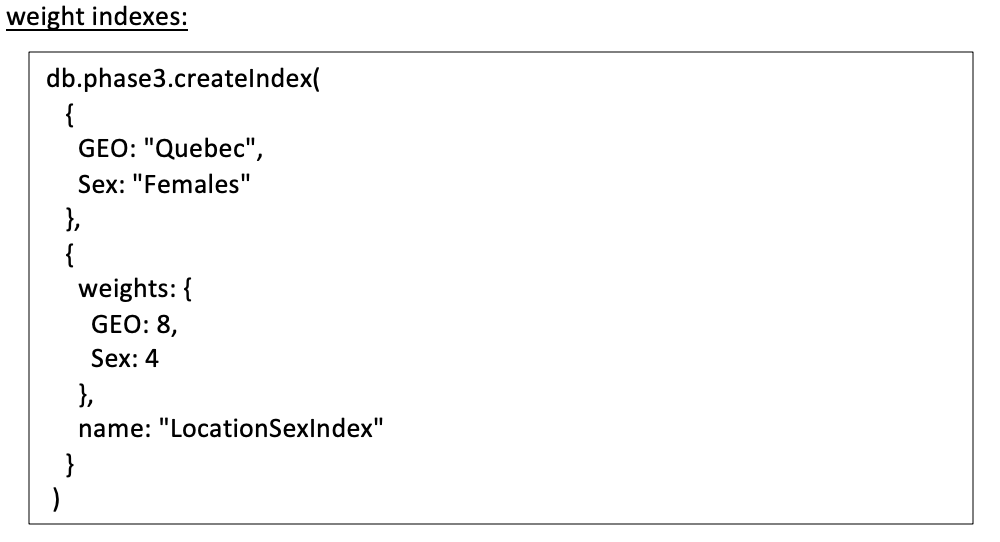 weight indexes:
db.phase3.createIndex(
{
GEO: "Quebec",
Sex: "Females"
},
{
weights: {
GEO: 8,
Sex: 4
},
name: "LocationSexIndex"
}
)